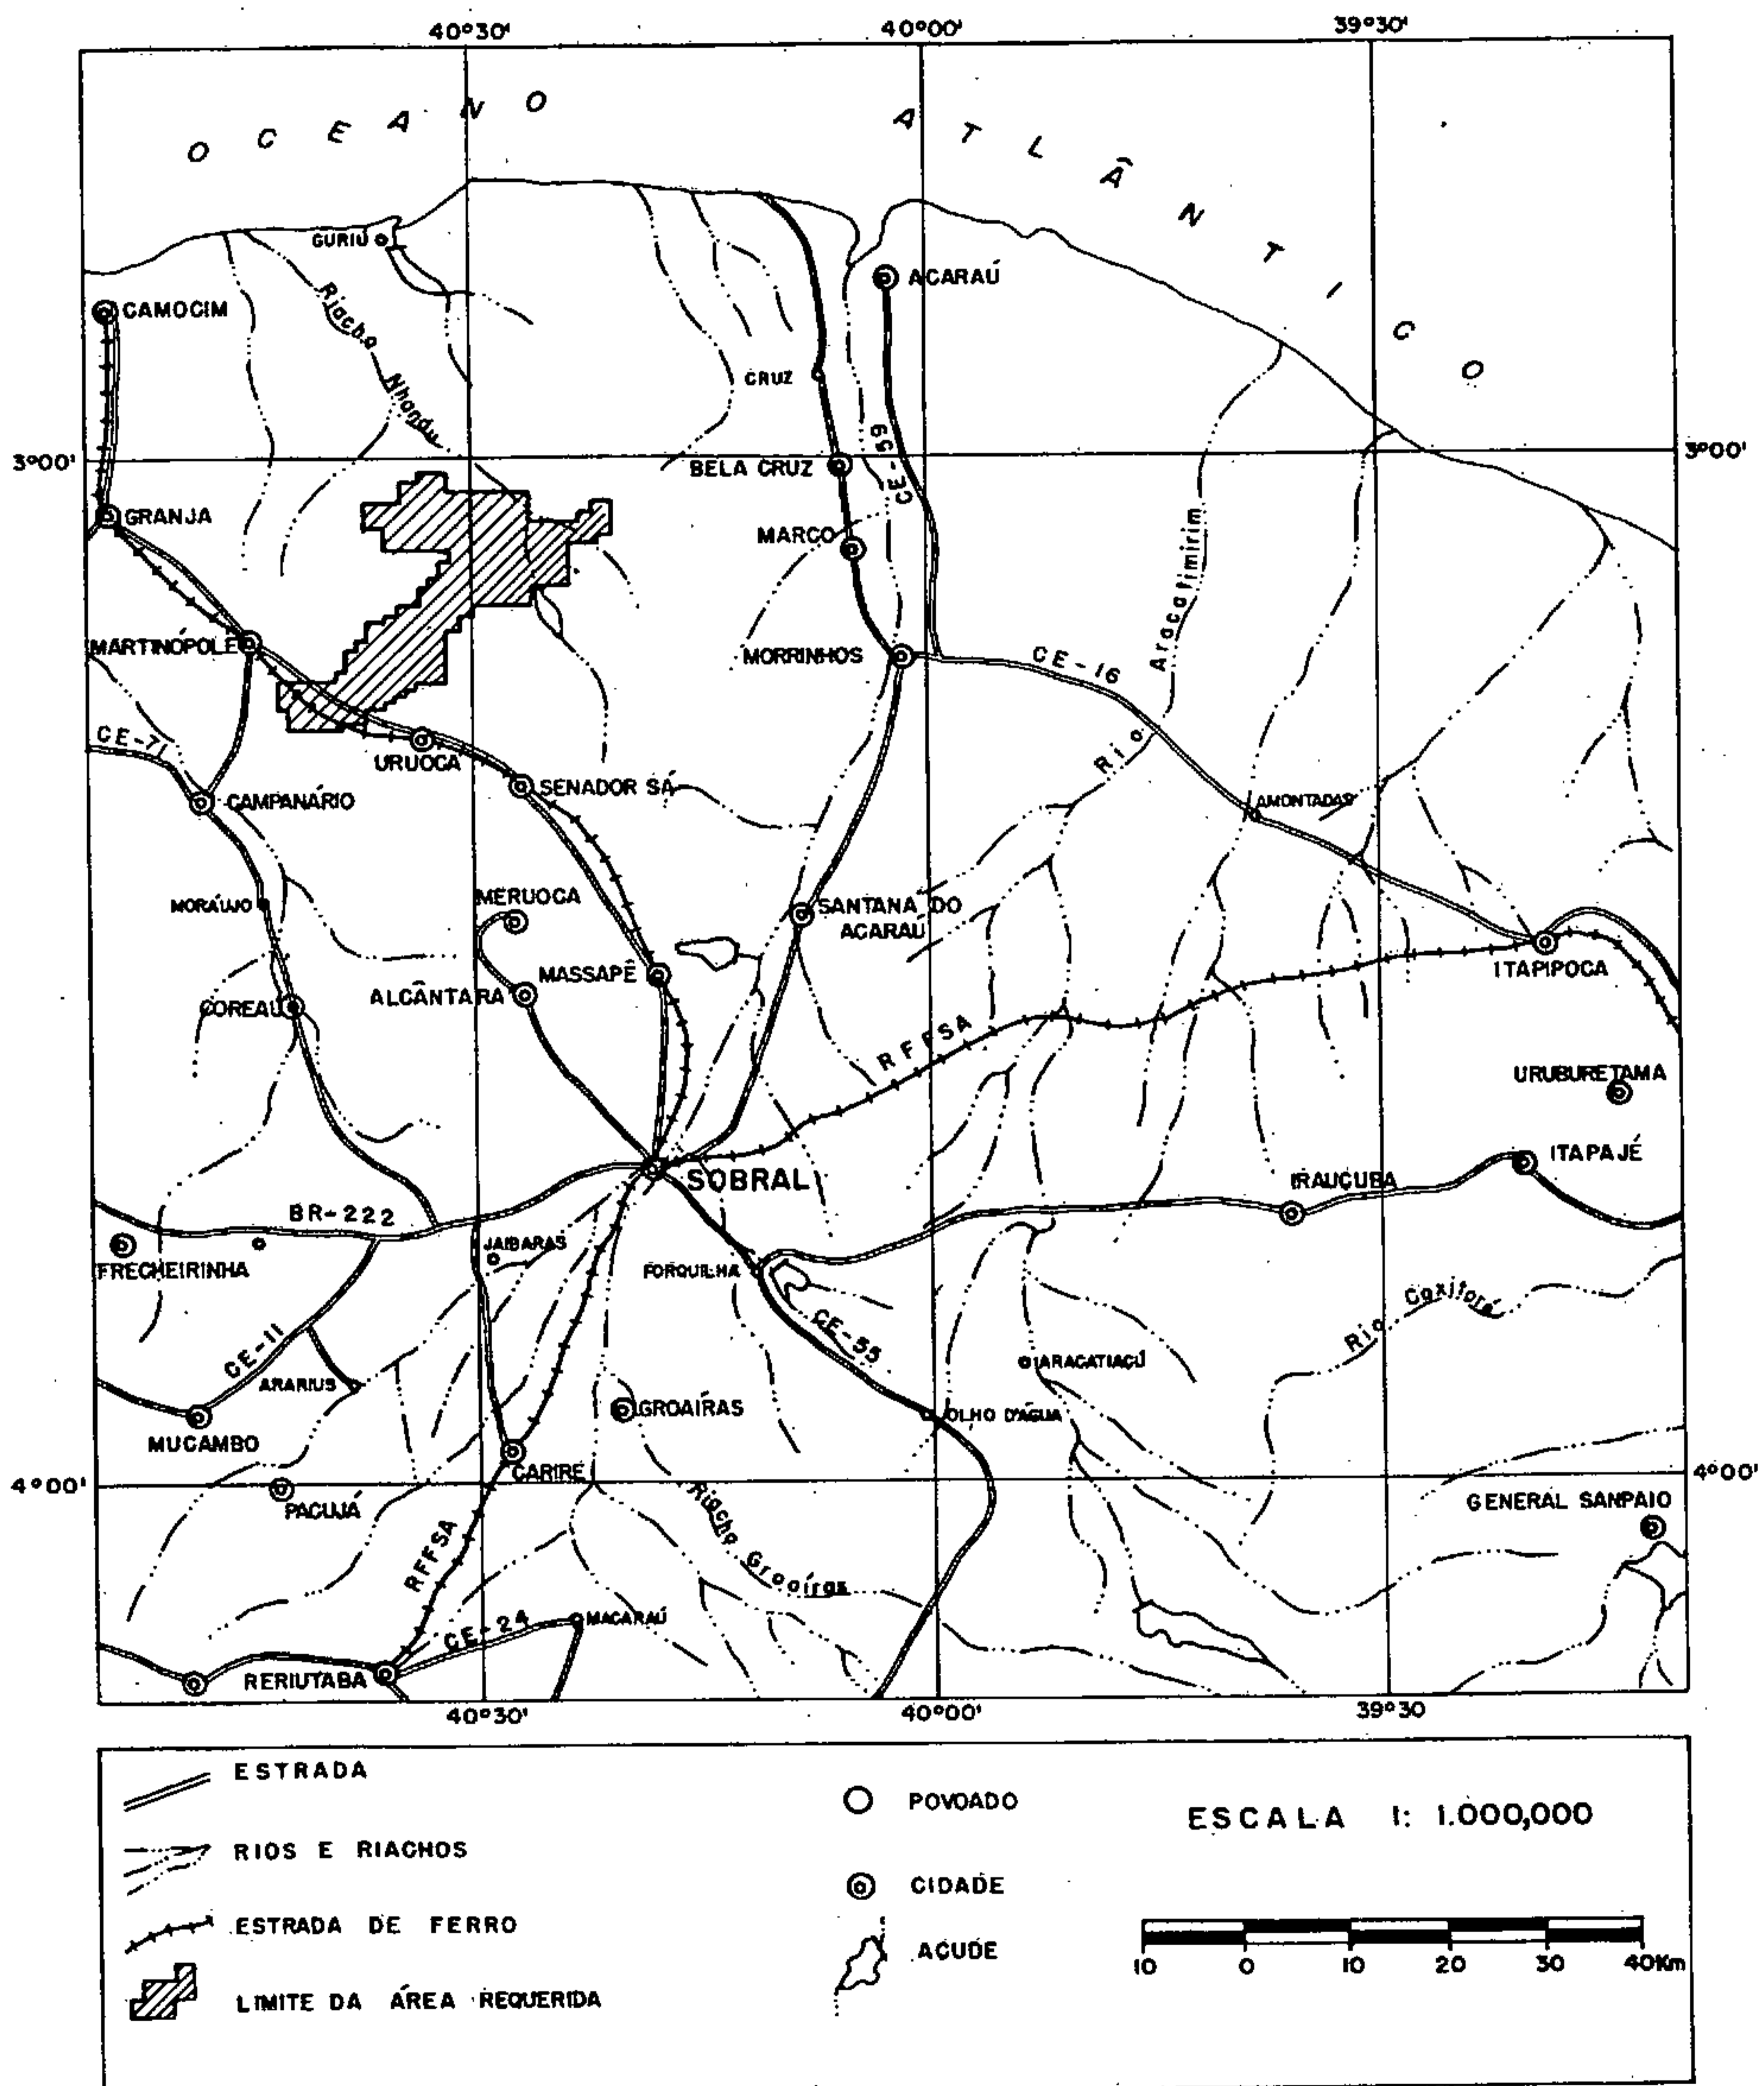 40°30' 40°00' 39°30'
OCEANO ATLÂNTICO
GURIÚ
ACARAÚ
CAMOCIM
Riacho Nhandu
CRUZ
CE-59
3°00' 3°00'
BELA CRUZ
GRANJA
MARCO
Aracatimirim
MARTINÓPOLE
MORRINHOS
CE-16
Rio
CE-71
URUOCA
SENADOR SÁ
CAMPANÁRIO
AMONTADAS
MERUOCA
MORAÚJO
SANTANA DO
ACARAÚ
MASSAPÊ
ITAPIPOCA
ALCÂNTARA
COREAÚ
RFFSA
URUBURETAMA
ITAPAJÉ
SOBRAL
IRAUÇUBA
BR-222
JAIBARAS
FORQUILHA
FRECHEIRINHA
Rio Caxitoré
CE-55
CE-11
ARACATIAÇÚ
ARARIUS
GROAÍRAS
OLHO D'ÁGUA
MUCAMBO
CARIRÉ
4°00' 4°00'
PACUJÁ
GENERAL SANPAIO
Riacho Groaíras
RFFSA
CE-24
MACARAÚ
RERIUTABA
40°30' 40°00' 39°30
ESTRADA
POVOADO
ESCALA 1: 1.000,000
RIOS E RIACHOS
CIDADE
ESTRADA DE FERRO
AÇUDE
10 0 10 20 30 40Km
LIMITE DA ÁREA REQUERIDA